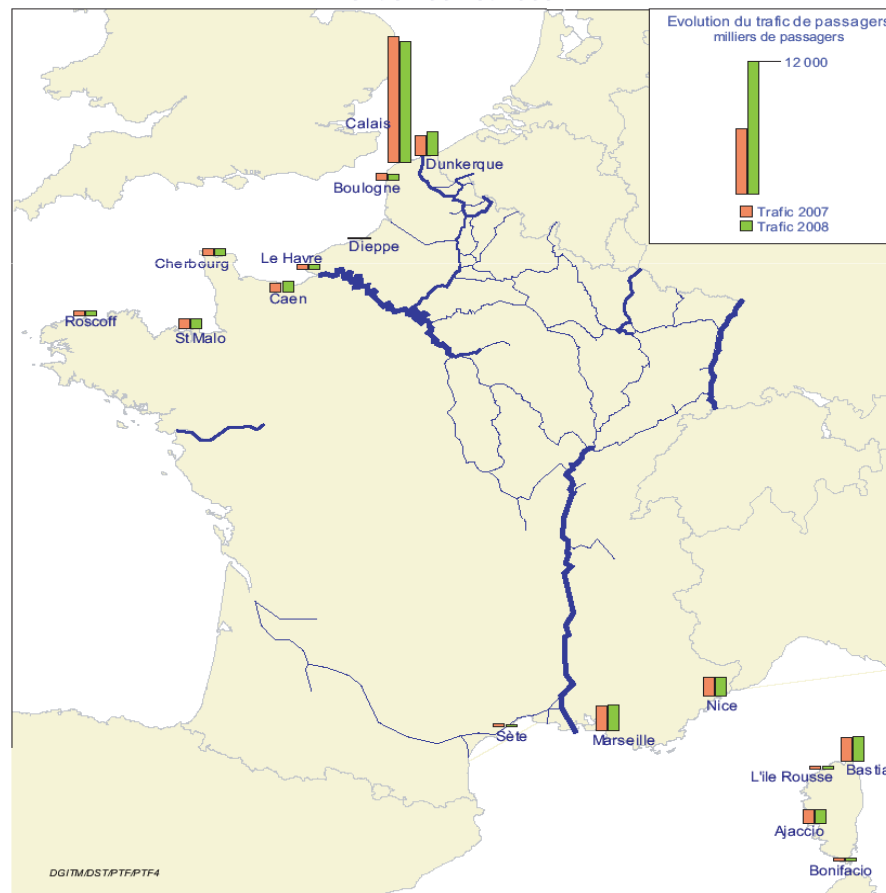 Evolution du trafic de passagers
milliers de passagers
12 000
Trafic 2007
Trafic 2008
Calais
Dunkerque
Boulogne
Dieppe
Cherbourg
Le Havre
Caen
Roscoff
St Malo
Nice
Sète
Marseille
Bastia
L'ile Rousse
Ajaccio
Bonifacio
DGITM/DST/PTF/PTF4